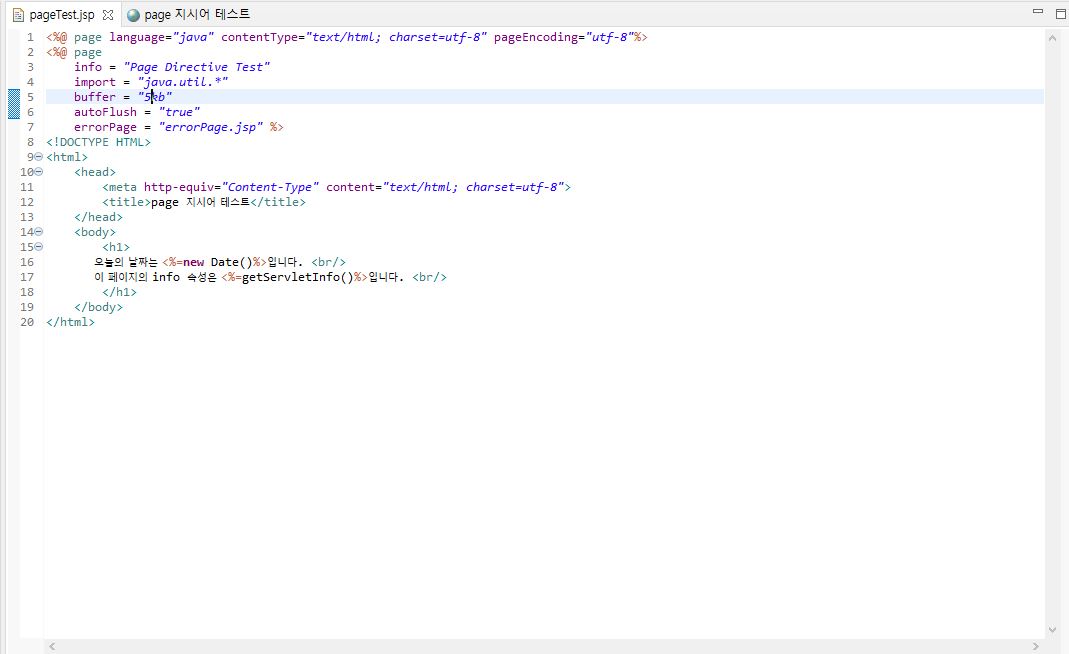 pageTest.jsp page 지시어 테스트
1 <%@ page language="java" contentType="text/html; charset=utf-8" pageEncoding="utf-8"%>
2 <%@ page
3 info = "Page Directive Test"
4 import = "java.util.*"
5 buffer = "5kb"
6 autoFlush = "true"
7 errorPage = "errorPage.jsp" %>
8 <!DOCTYPE HTML>
9 <html>
10 <head>
11 <meta http-equiv="Content-Type" content="text/html; charset=utf-8">
12 <title>page 지시어 테스트</title>
13 </head>
14 <body>
15 <h1>
16 오늘의 날짜는 <%=new Date()%>입니다. <br/>
17 이 페이지의 info 속성은 <%=getServletInfo()%>입니다. <br/>
18 </h1>
19 </body>
20 </html>